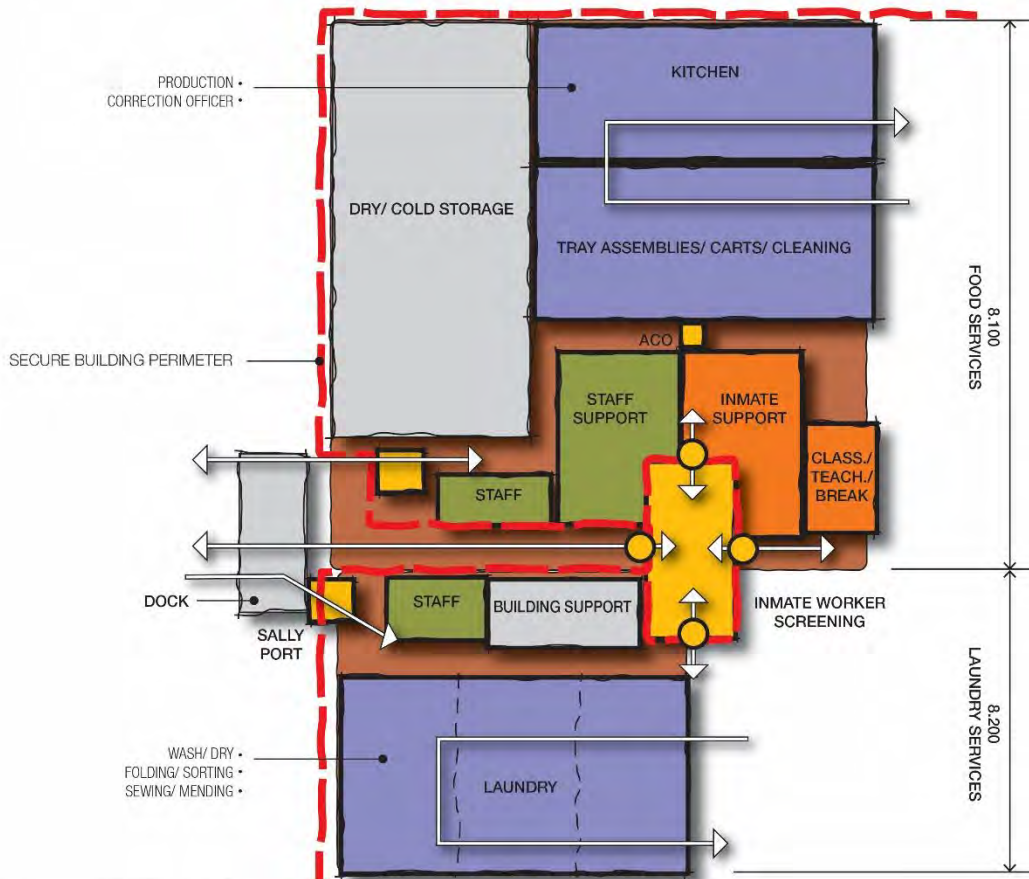 KITCHEN
PRODUCTION •
CORRECTION OFFICER •
DRY/ COLD STORAGE
TRAY ASSEMBLIES/ CARTS/ CLEANING
8.100
FOOD SERVICES
SECURE BUILDING PERIMETER
ACO
STAFF
SUPPORT
INMATE
SUPPORT
CLASS./
TEACH./
BREAK
STAFF
DOCK
SALLY
PORT
STAFF
BUILDING SUPPORT
INMATE WORKER
SCREENING
8.200
LAUNDRY SERVICES
WASH/ DRY •
FOLDING/ SORTING •
SEWING/ MENDING •
LAUNDRY